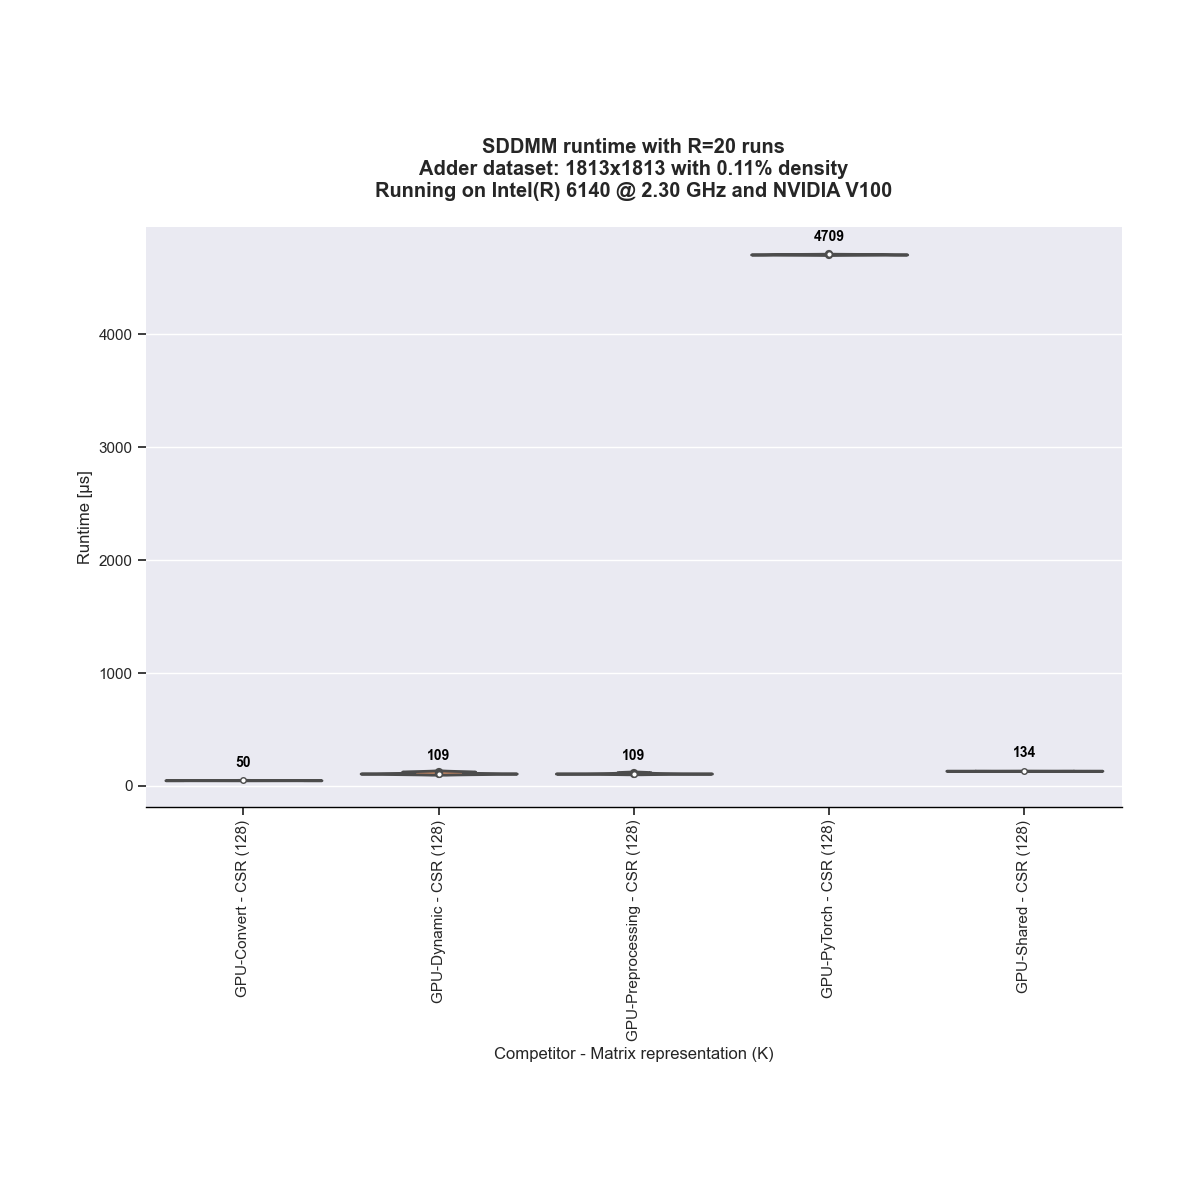 SDDMM runtime with R=20 runs
Adder dataset: 1813x1813 with 0.11% density
Running on Intel(R) 6140 @ 2.30 GHz and NVIDIA V100
Runtime [μs]
4000
3000
2000
1000
0
50
109
109
4709
134
GPU-Convert - CSR (128)
GPU-Dynamic - CSR (128)
GPU-Preprocessing - CSR (128)
GPU-PyTorch - CSR (128)
GPU-Shared - CSR (128)
Competitor - Matrix representation (K)